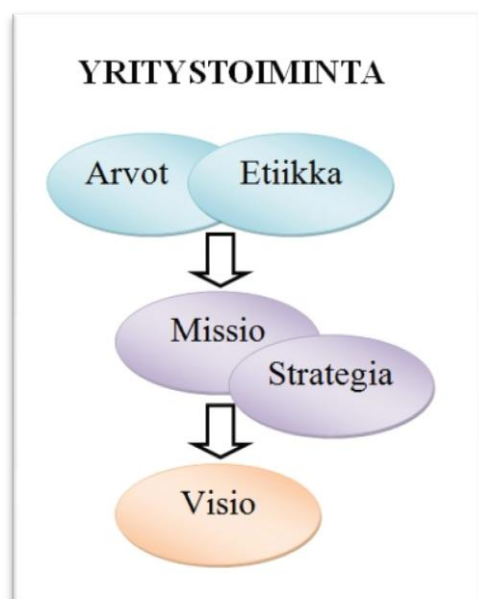 YRITYSTOIMINTA
Arvot Etiikka
Missio
Strategia
Visio